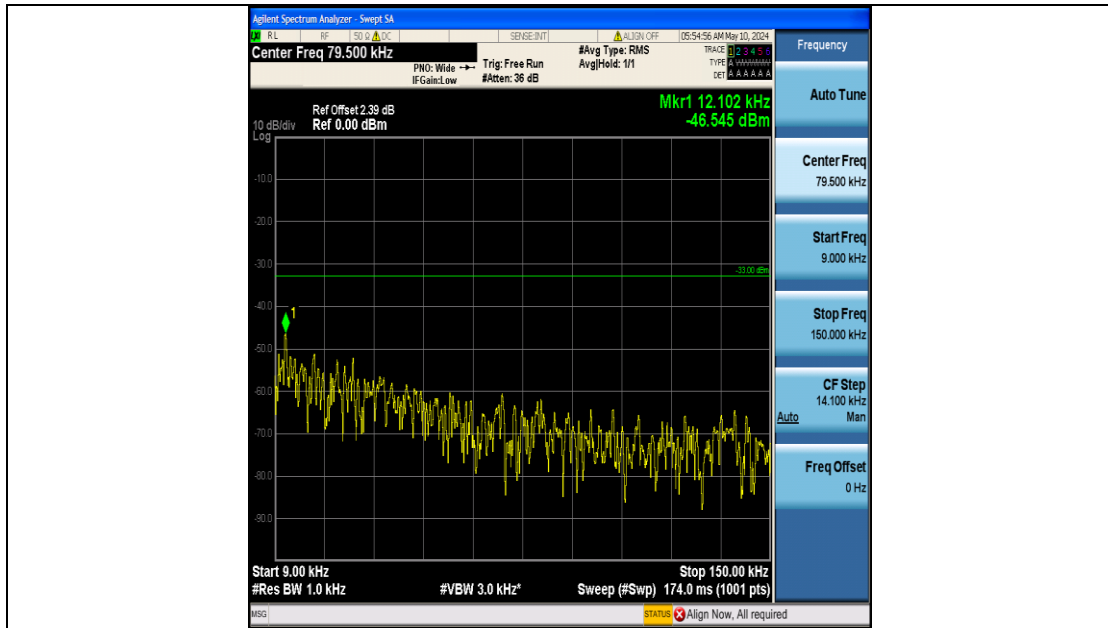 Agilent Spectrum Analyzer - Swept SA
RL RF 50 Ω DC SENSE:INT ALIGN OFF 05:54:56 AM May 10, 2024
Center Freq 79.500 kHz
PNO: Wide
IFGain:Low
Trig: Free Run
#Atten: 36 dB
#Avg Type: RMS
Avg|Hold: 1/1
TRACE 1 2 3 4 5 6
TYPE A WWWWW
DET A A A A A A
Mkr1 12.102 kHz
-46.545 dBm
Ref Offset 2.39 dB
10 dB/div Ref 0.00 dBm
Log
-10.0
-20.0
-30.0
-33.00 dBm
-40.0
1
-50.0
-60.0
-70.0
-80.0
-90.0
Start 9.00 kHz Stop 150.00 kHz
#Res BW 1.0 kHz #VBW 3.0 kHz* Sweep (#Swp) 174.0 ms (1001 pts)
MSG STATUS Align Now, All required
Frequency
Auto Tune
Center Freq
79.500 kHz
Start Freq
9.000 kHz
Stop Freq
150.000 kHz
CF Step
14.100 kHz
Auto Man
Freq Offset
0 Hz